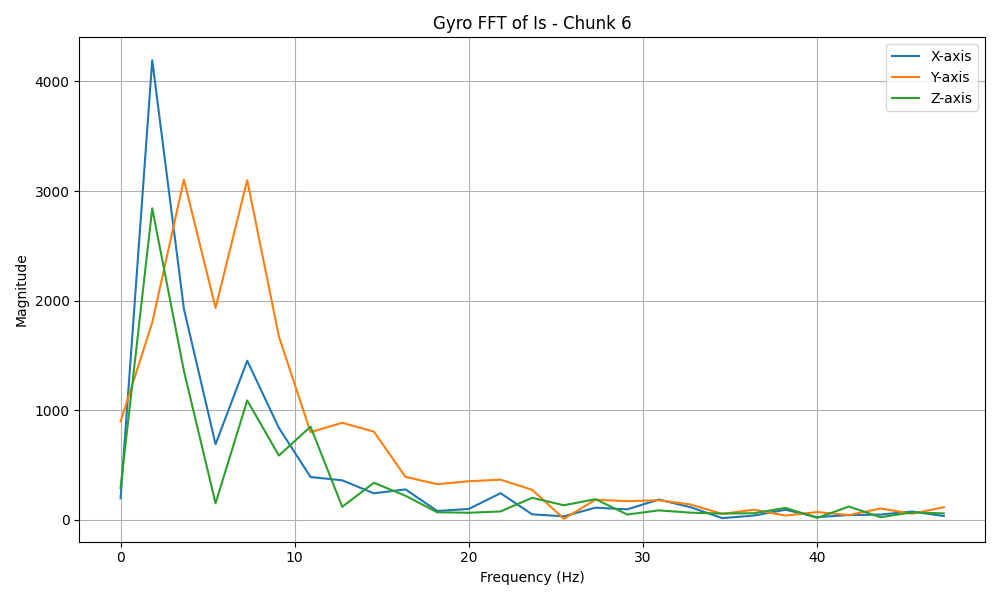 Gyro FFT of Is - Chunk 6
X-axis
Y-axis
Z-axis
Magnitude
4000
3000
2000
1000
0
0 10 20 30 40
Frequency (Hz)